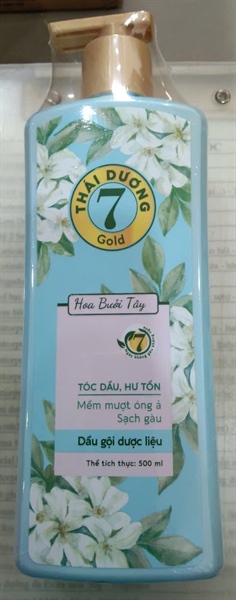 THÁI DƯƠNG
7
Gold
Hoa Bưởi Tây
7
TÓC DẦU, HƯ TỔN
Mềm mượt óng ả
Sạch gàu
Dầu gội dược liệu
Thể tích thực: 500 ml